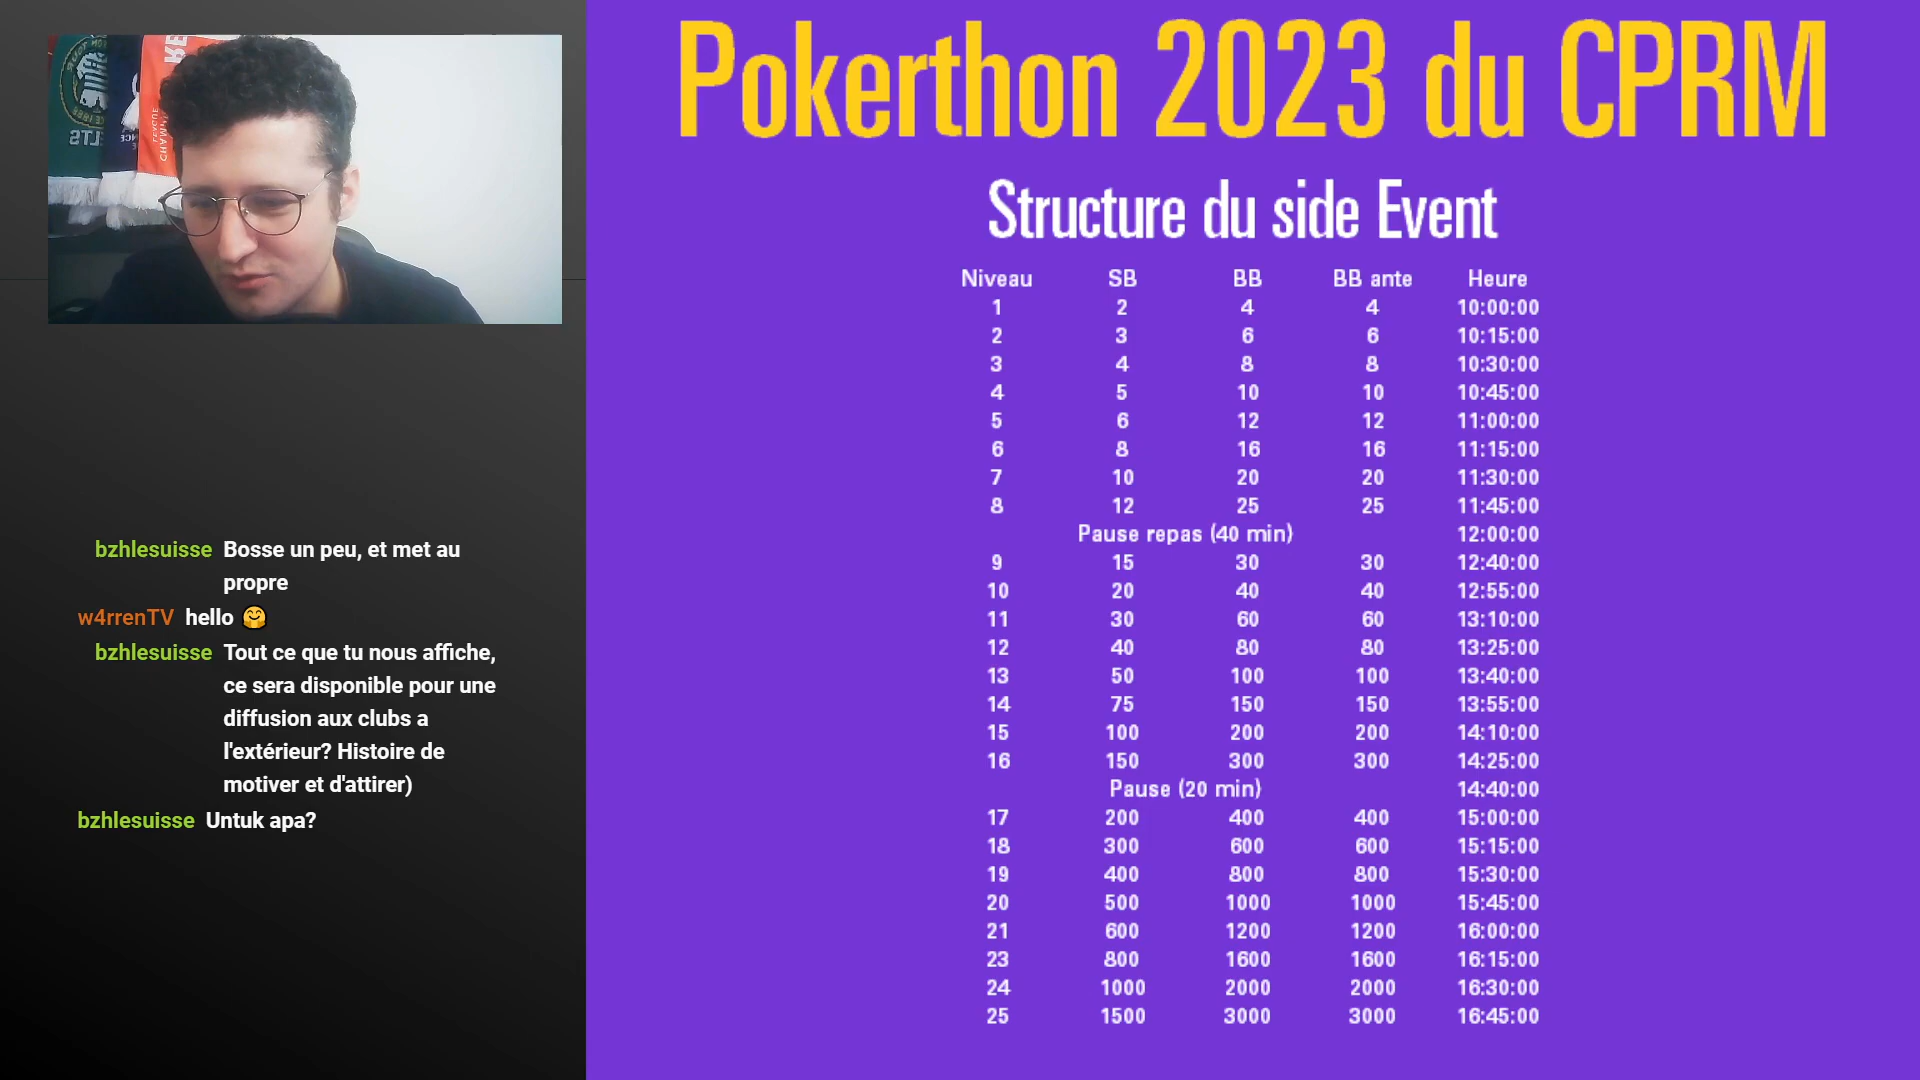 Pokerthon 2023 du CPRM
Structure du side Event
Niveau SB BB BB ante Heure
1 2 4 4 10:00:00
2 3 6 6 10:15:00
3 4 8 8 10:30:00
4 5 10 10 10:45:00
5 6 12 12 11:00:00
6 8 16 16 11:15:00
7 10 20 20 11:30:00
8 12 25 25 11:45:00
Pause repas (40 min) 12:00:00
9 15 30 30 12:40:00
10 20 40 40 12:55:00
11 30 60 60 13:10:00
12 40 80 80 13:25:00
13 50 100 100 13:40:00
14 75 150 150 13:55:00
15 100 200 200 14:10:00
16 150 300 300 14:25:00
Pause (20 min) 14:40:00
17 200 400 400 15:00:00
18 300 600 600 15:15:00
19 400 800 800 15:30:00
20 500 1000 1000 15:45:00
21 600 1200 1200 16:00:00
23 800 1600 1600 16:15:00
24 1000 2000 2000 16:30:00
25 1500 3000 3000 16:45:00
bzhlesuisse Bosse un peu, et met au
propre
w4rrenTV hello 🤗
bzhlesuisse Tout ce que tu nous affiche,
ce sera disponible pour une
diffusion aux clubs a
l'extérieur? Histoire de
motiver et d'attirer)
bzhlesuisse Untuk apa?